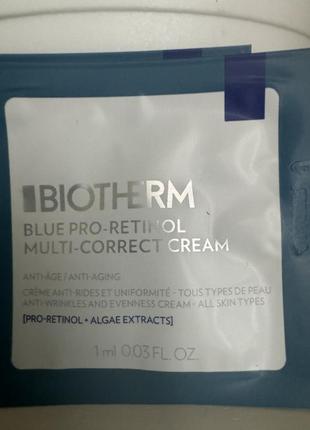 BIOTHERM
BLUE PRO-RETINOL
MULTI-CORRECT CREAM
ANTI-ÂGE / ANTI-AGING
CRÈME ANTI-RIDES ET UNIFORMITÉ - TOUS TYPES DE PEAU
ANTI-WRINKLES AND EVENNESS CREAM - ALL SKIN TYPES
[PRO-RETINOL + ALGAE EXTRACTS]
1 ml 0.03 FL. OZ.